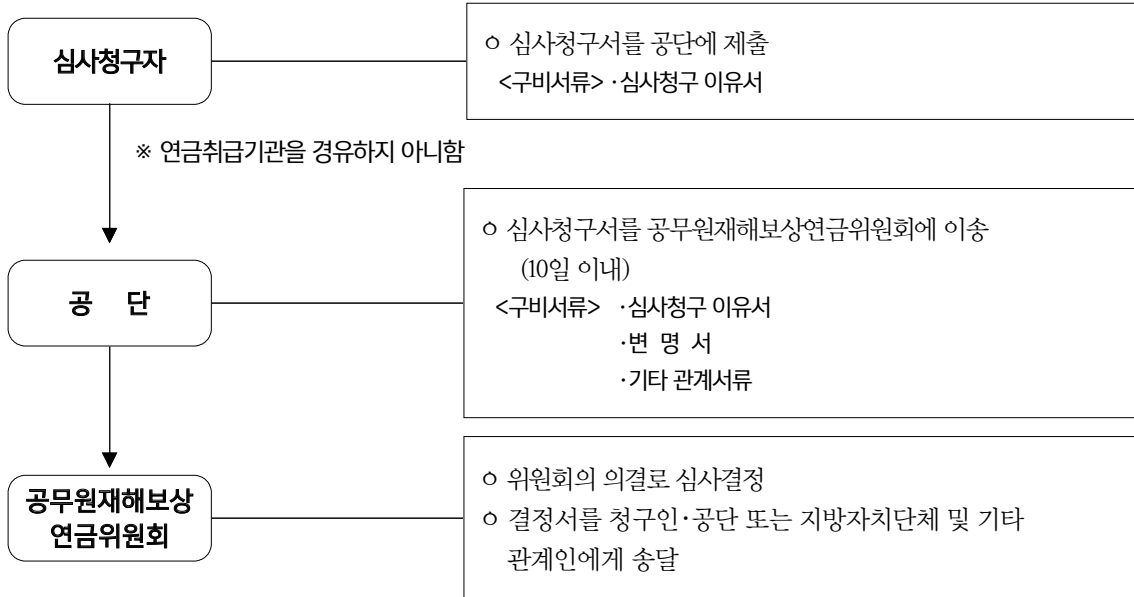 심사청구자
ㅇ 심사청구서를 공단에 제출
<구비서류> ·심사청구 이유서
※ 연금취급기관을 경유하지 아니함
공 단
ㅇ 심사청구서를 공무원재해보상연금위원회에 이송
(10일 이내)
<구비서류> ·심사청구 이유서
·변 명 서
·기타 관계서류
공무원재해보상
연금위원회
ㅇ 위원회의 의결로 심사결정
ㅇ 결정서를 청구인·공단 또는 지방자치단체 및 기타
관계인에게 송달